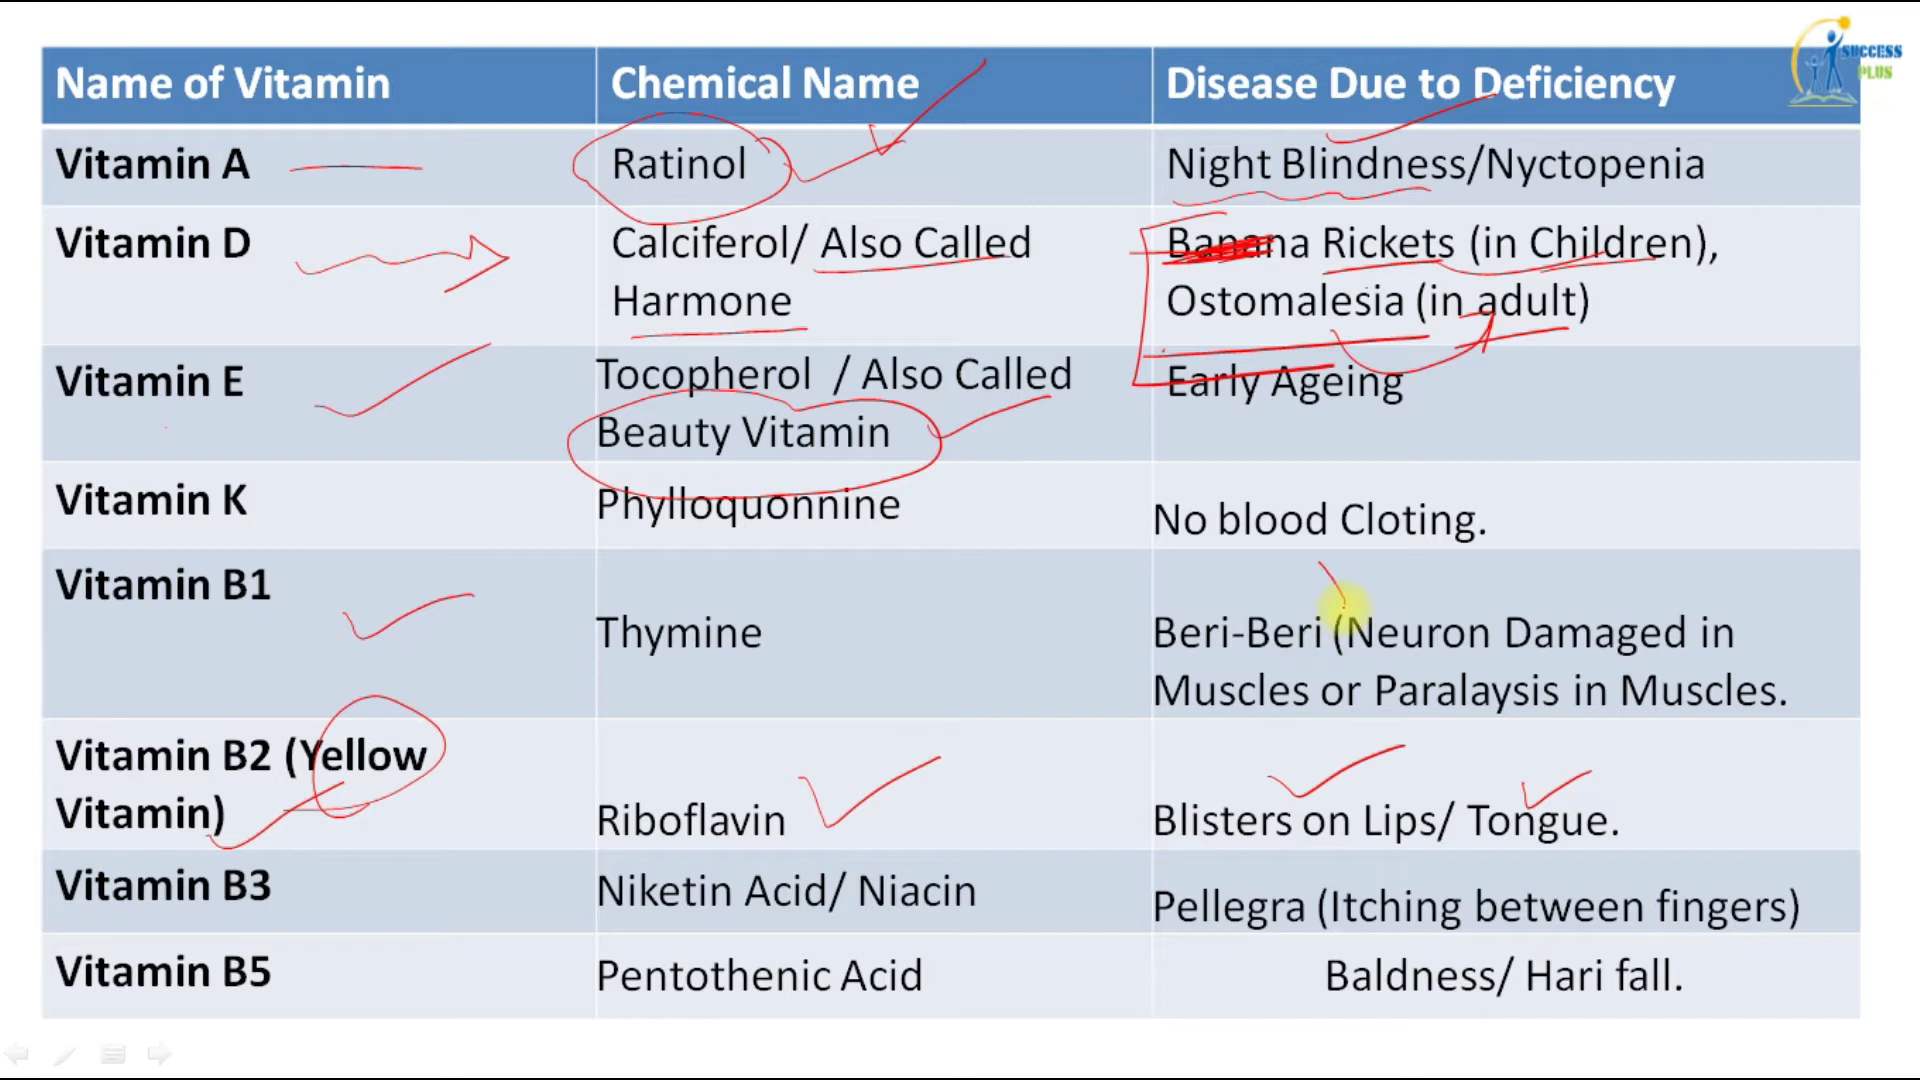 SUCCESS
PLUS
Name of Vitamin Chemical Name Disease Due to Deficiency
Vitamin A Ratinol Night Blindness/Nyctopenia
Vitamin D Calciferol/ Also Called Banana Rickets (in Children),
Harmone Ostomalesia (in adult)
Vitamin E Tocopherol / Also Called Early Ageing
Beauty Vitamin
Vitamin K Phylloquonnine No blood Cloting.
Vitamin B1 Thymine Beri-Beri (Neuron Damaged in
Muscles or Paralaysis in Muscles.
Vitamin B2 (Yellow
Vitamin) Riboflavin Blisters on Lips/ Tongue.
Vitamin B3 Niketin Acid/ Niacin Pellegra (Itching between fingers)
Vitamin B5 Pentothenic Acid Baldness/ Hari fall.